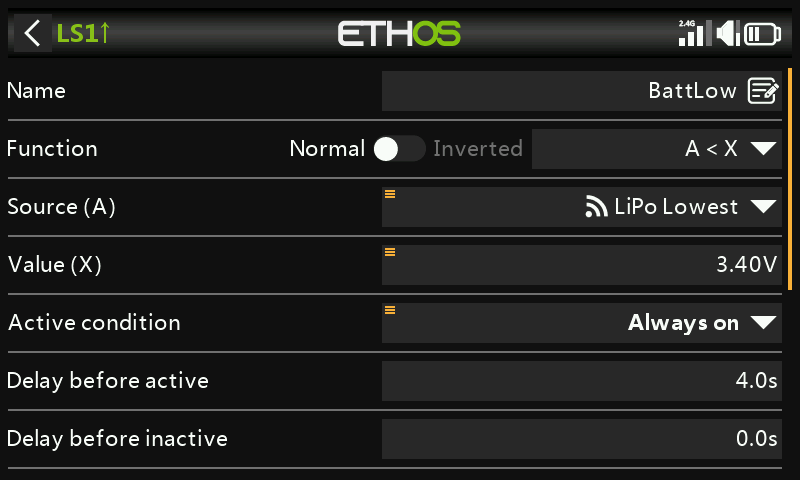 LS1↑ ETHOS 2.4G
Name BattLow
Function Normal Inverted A < X
Source (A) LiPo Lowest
Value (X) 3.40V
Active condition Always on
Delay before active 4.0s
Delay before inactive 0.0s